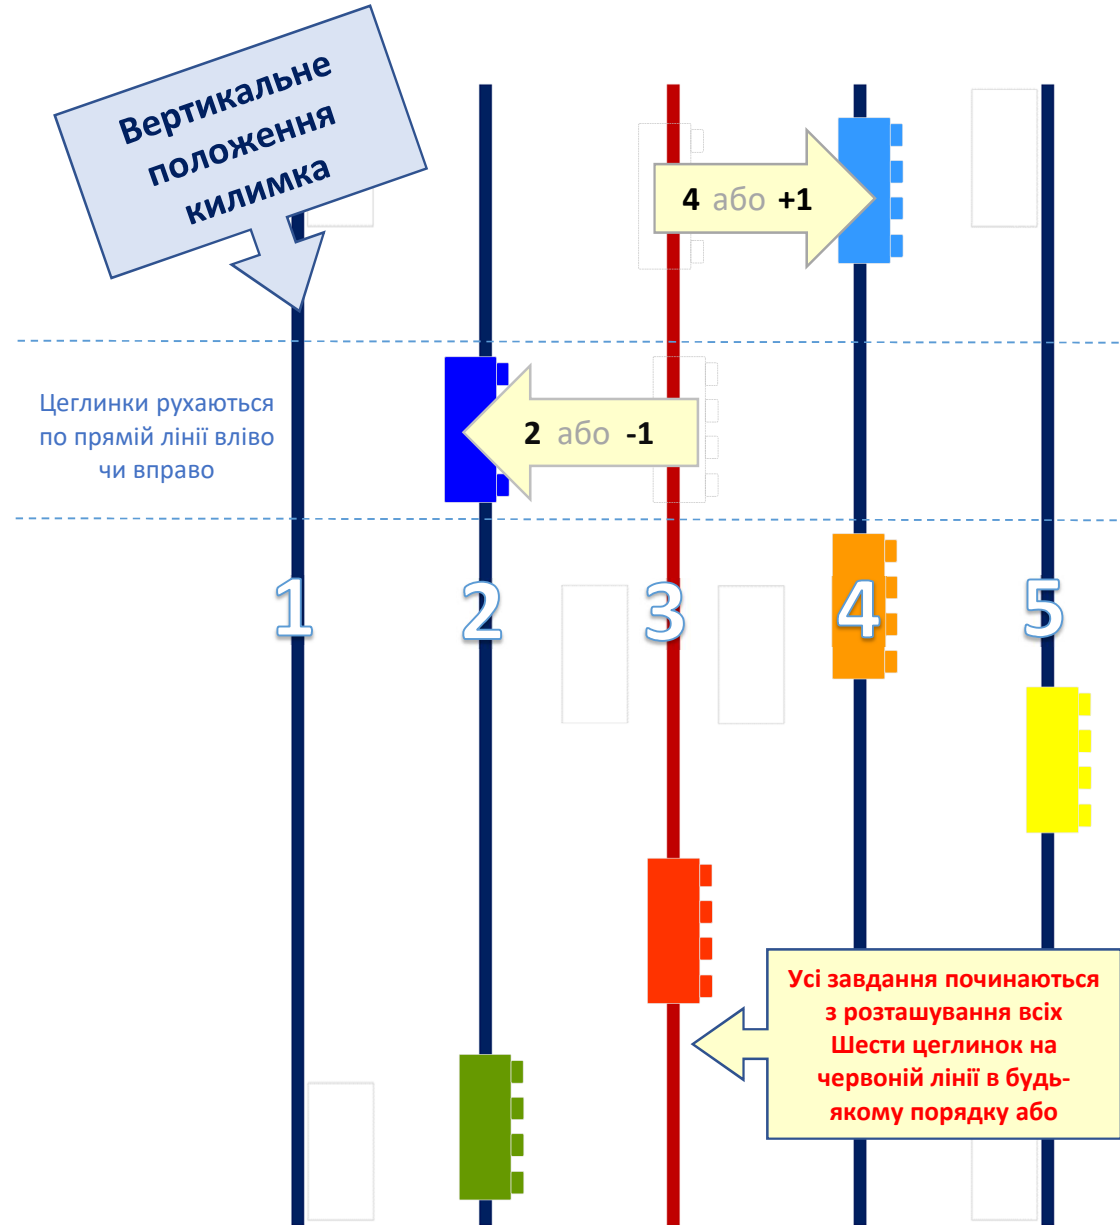 Вертикальне
положення
килимка
4 або +1
Цеглинки рухаються
по прямій лінії вліво
чи вправо
2 або -1
1 2 3 4 5
Усі завдання починаються
з розташування всіх
Шести цеглинок на
червоній лінії в будь-
якому порядку або